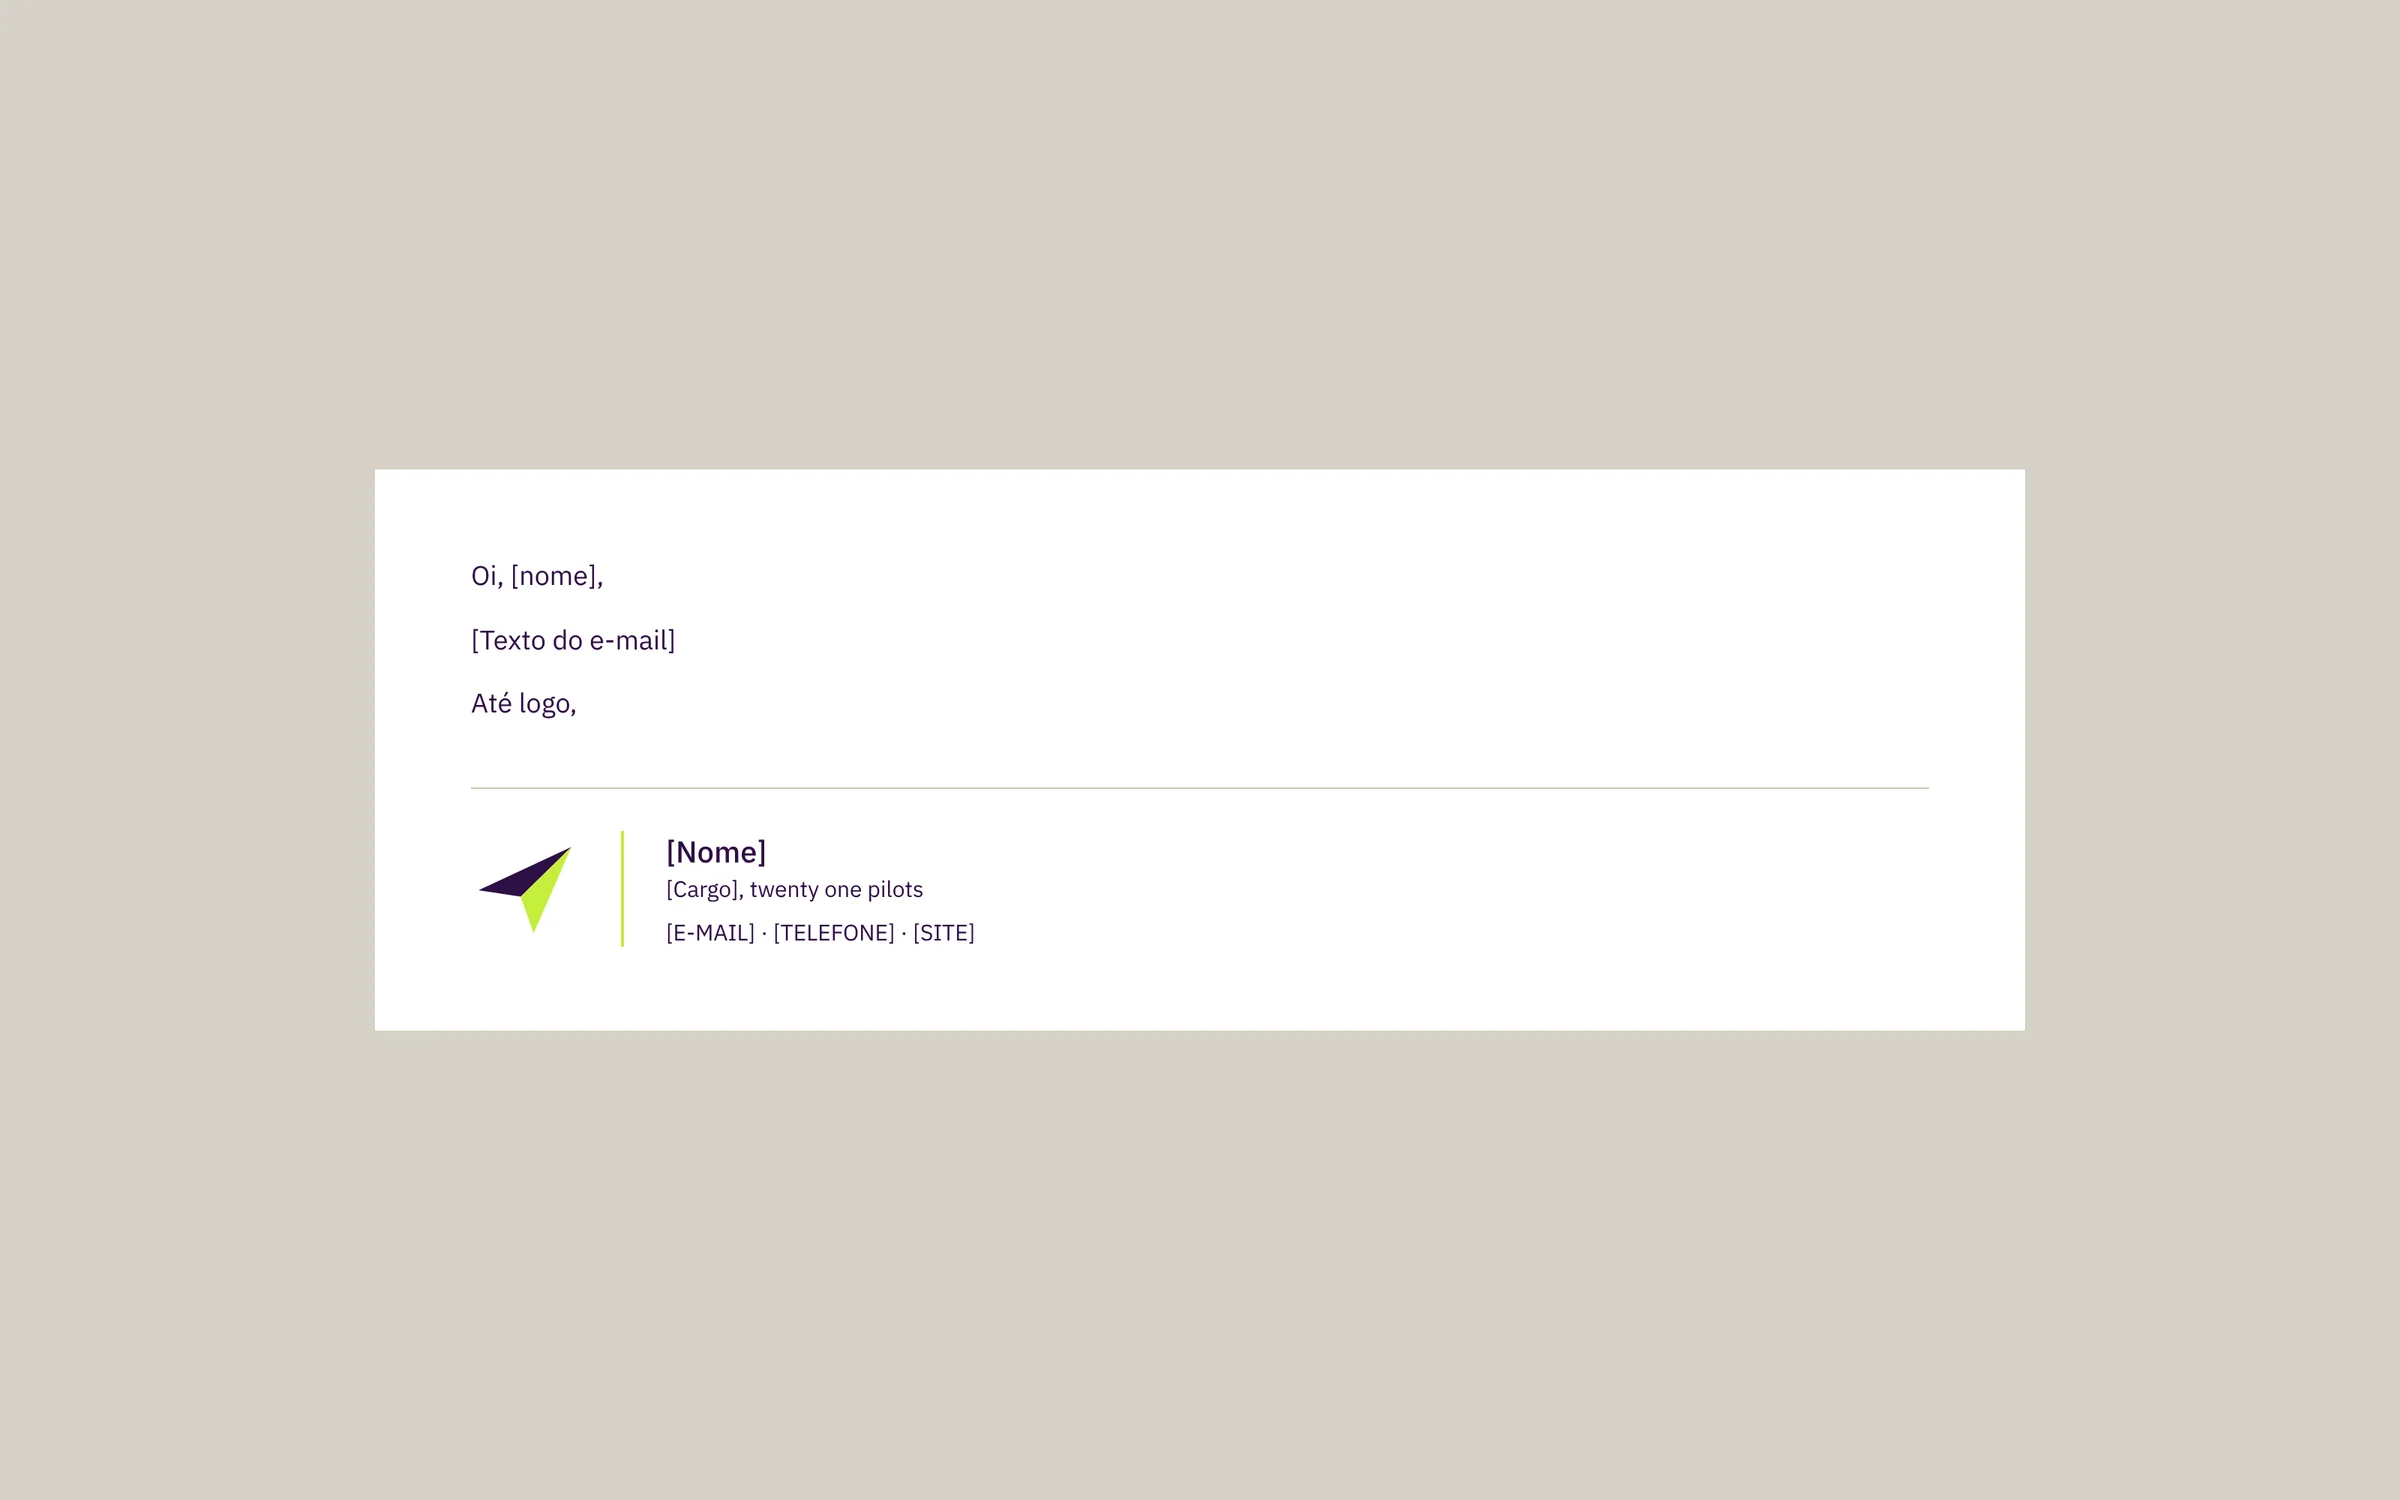 Oi, [nome],
[Texto do e-mail]
Até logo,
[Nome]
[Cargo], twenty one pilots
[E-MAIL] · [TELEFONE] · [SITE]